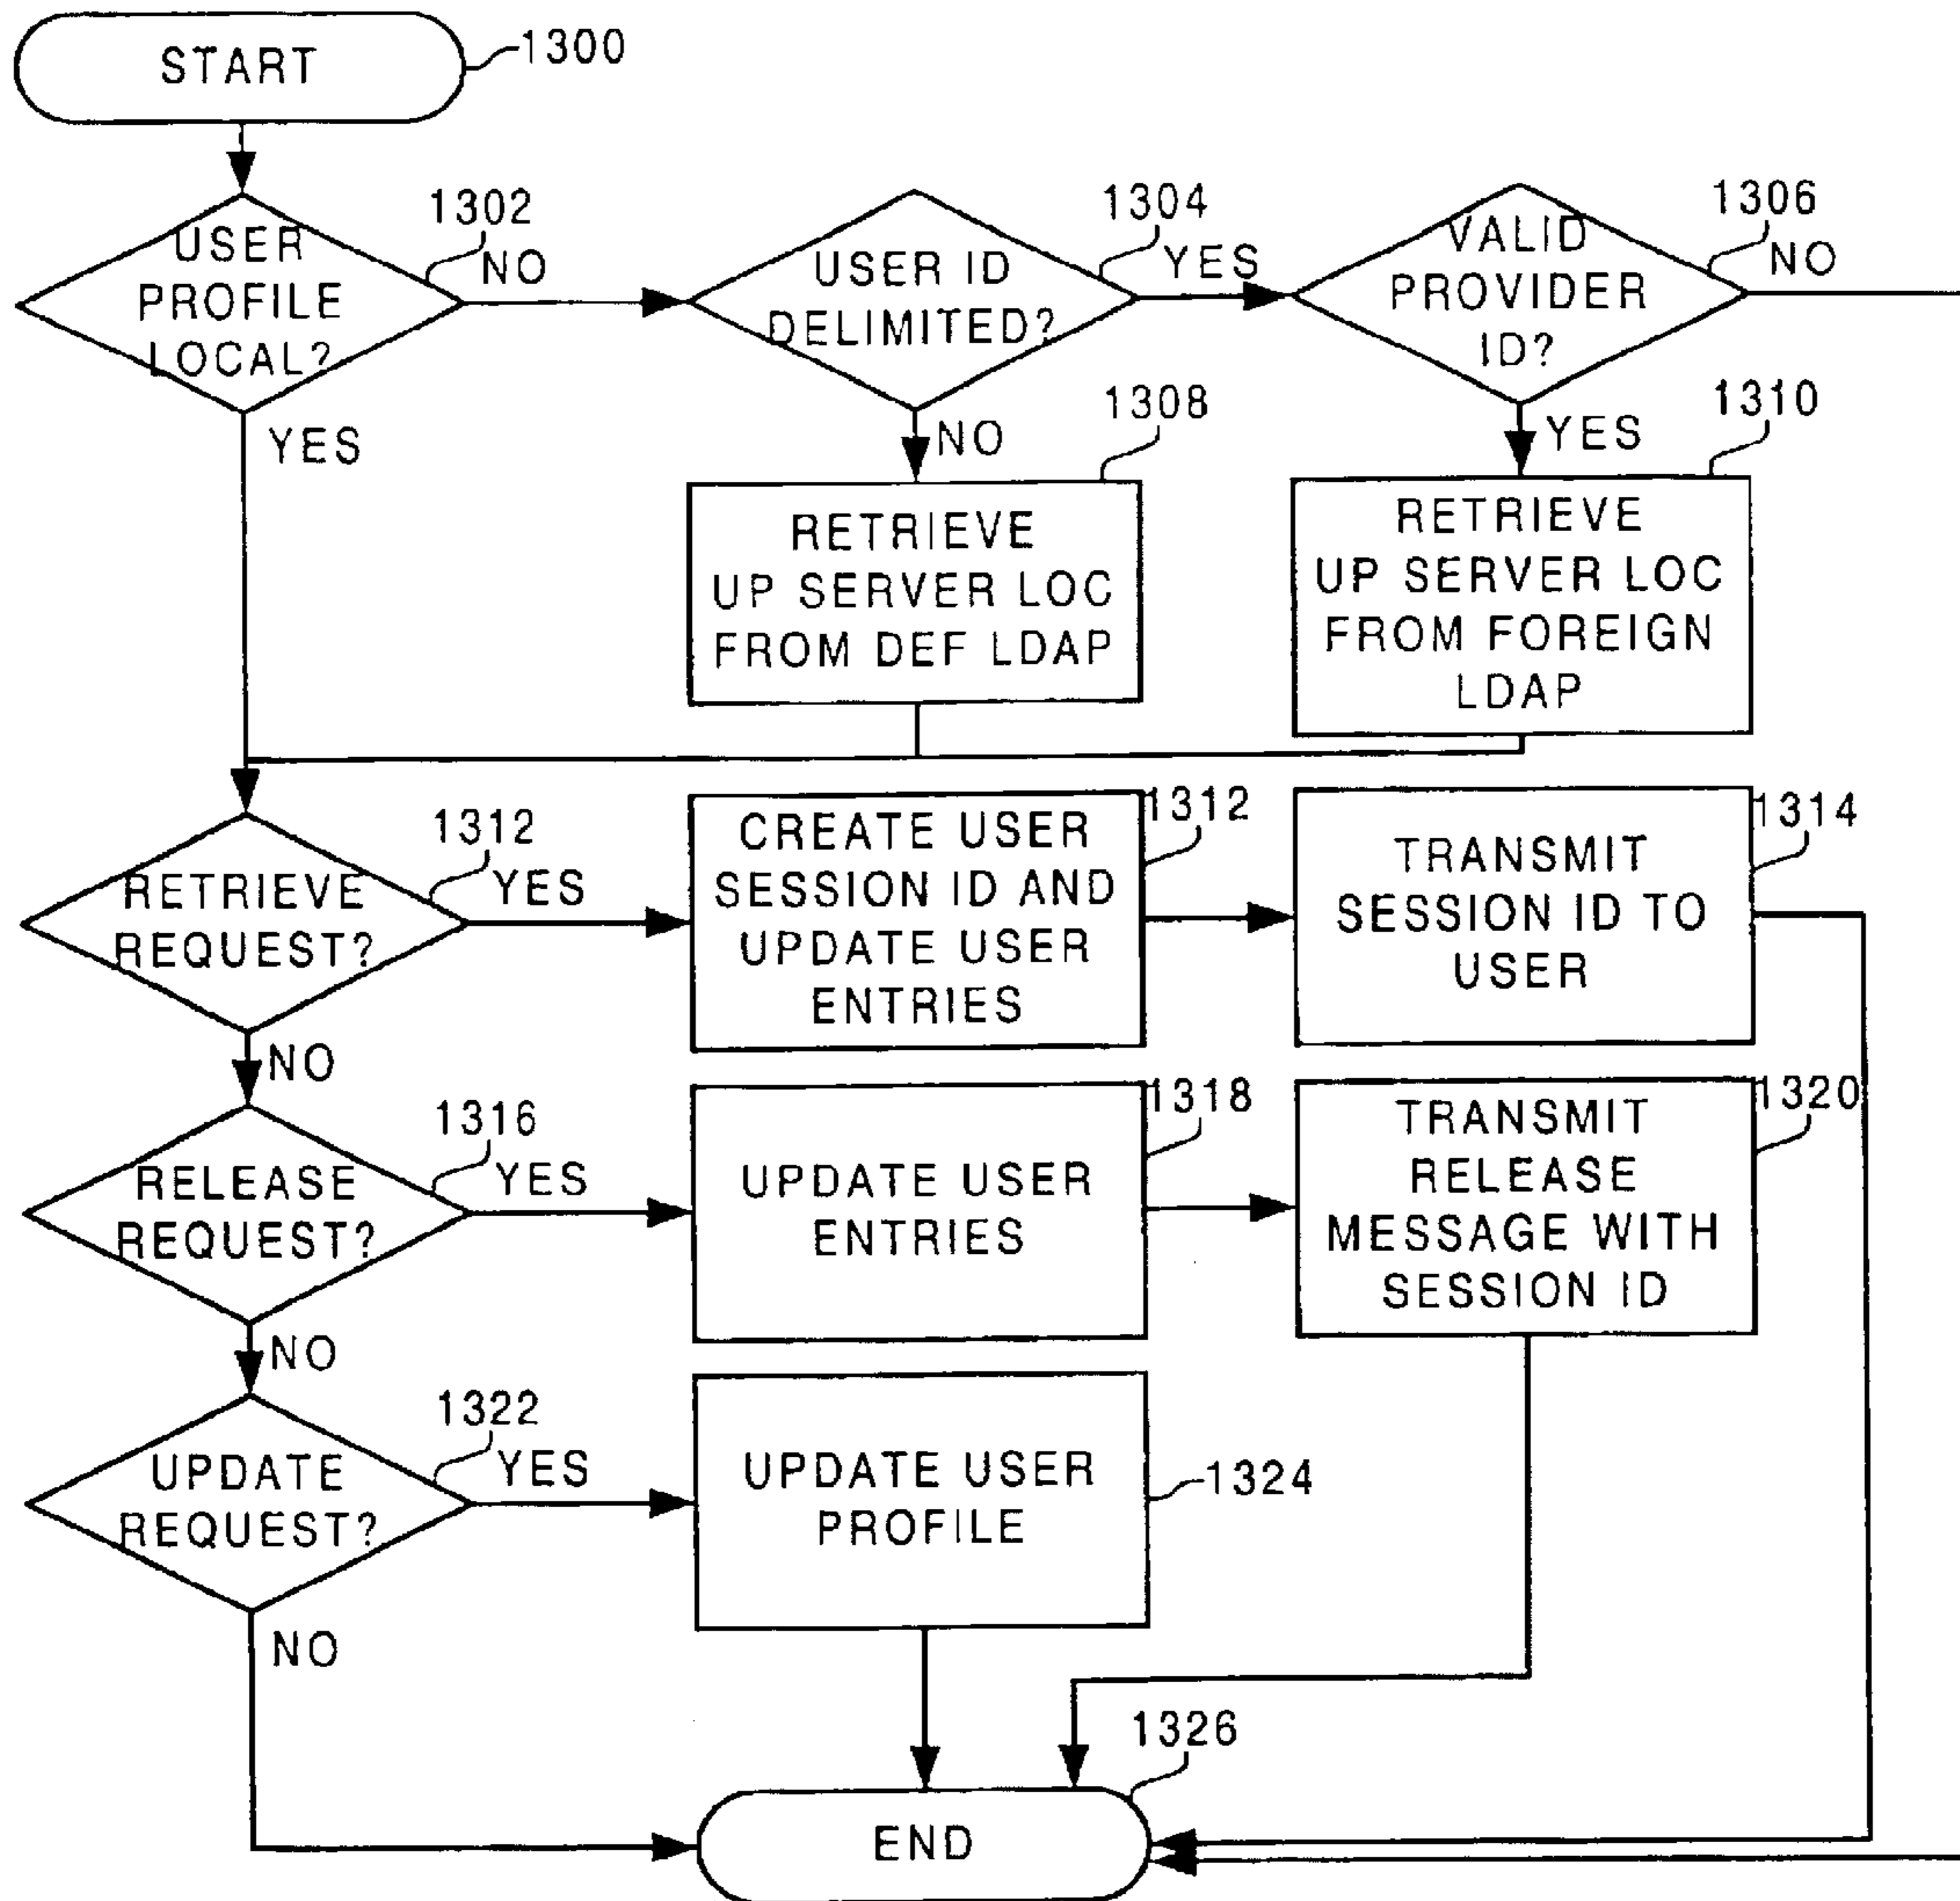 START
1300
USER
PROFILE
LOCAL?
1302
NO
YES
USER ID
DELIMITED?
1304
YES
NO
VALID
PROVIDER
ID?
1306
NO
YES
1308
RETRIEVE
UP SERVER LOC
FROM DEF LDAP
1310
RETRIEVE
UP SERVER LOC
FROM FOREIGN
LDAP
RETRIEVE
REQUEST?
1312
YES
NO
CREATE USER
SESSION ID AND
UPDATE USER
ENTRIES
1312
TRANSMIT
SESSION ID TO
USER
1314
RELEASE
REQUEST?
1316
YES
NO
UPDATE USER
ENTRIES
1318
TRANSMIT
RELEASE
MESSAGE WITH
SESSION ID
1320
UPDATE
REQUEST?
1322
YES
NO
UPDATE USER
PROFILE
1324
END
1326